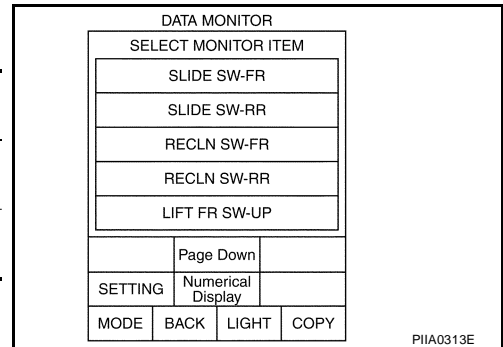 DATA MONITOR
SELECT MONITOR ITEM
SLIDE SW-FR
SLIDE SW-RR
RECLN SW-FR
RECLN SW-RR
LIFT FR SW-UP
Page Down
SETTING
Numerical
Display
MODE BACK LIGHT COPY
PIIA0313E